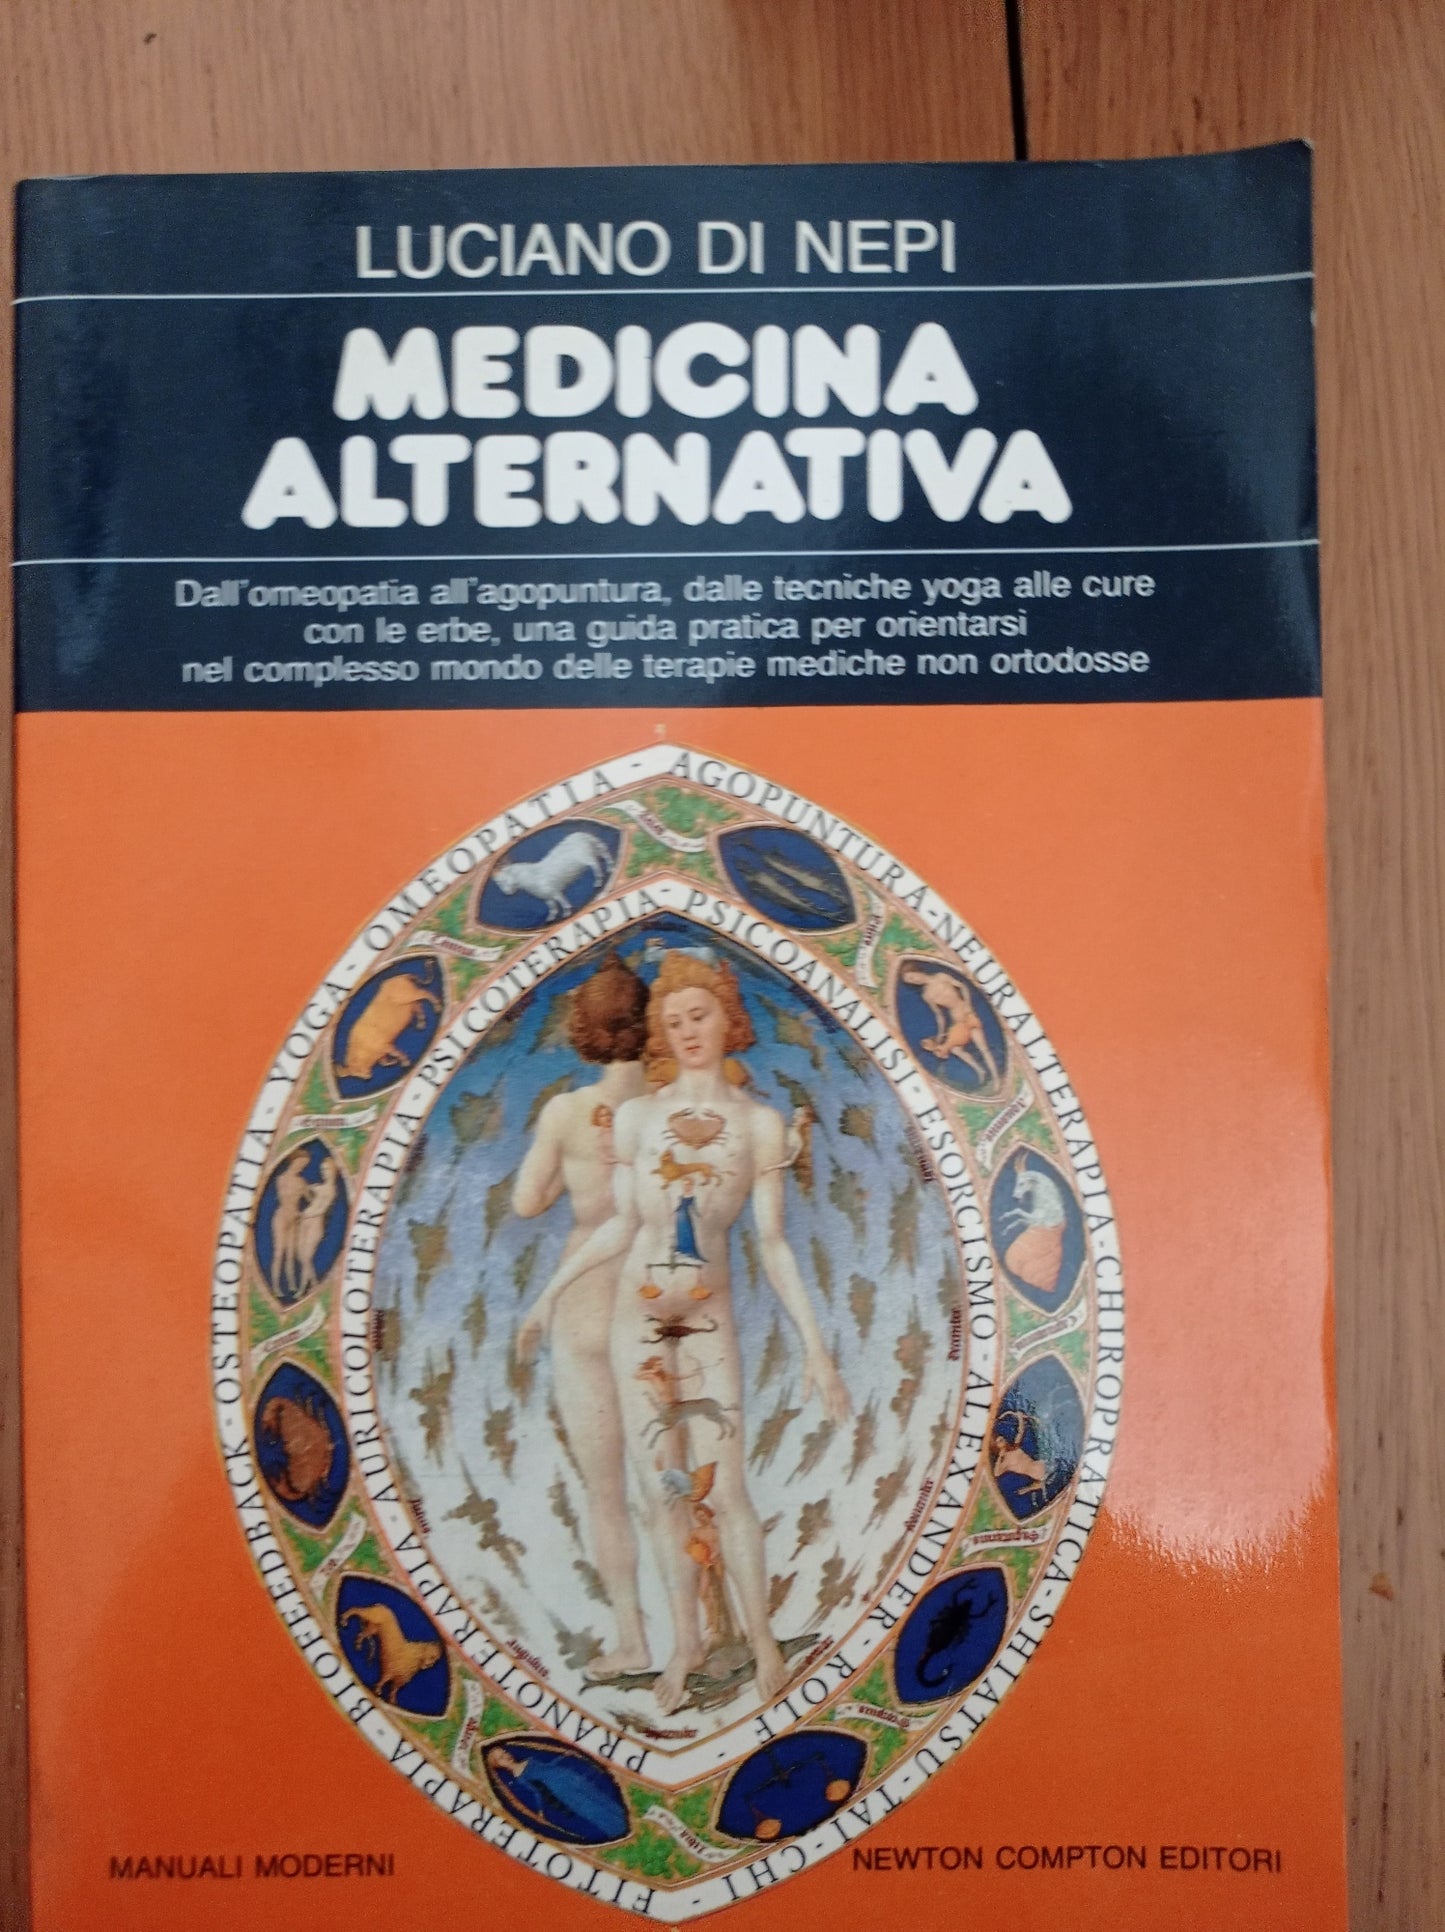 LUCIANO DI NEPI
MEDICINA
ALTERNATIVA
Dall'omeopatia all'agopuntura, dalle tecniche yoga alle cure
con le erbe, una guida pratica per orientarsi
nel complesso mondo delle terapie mediche non ortodosse
AGOPUNTURA - NEURALTERAPIA - CHIROPRATICA - SHIATSU - TAI - CHI - FITOTERAPIA - BIOFEEDBACK - OSTEOPATIA - YOGA - OMEOPATIA -
PSICOANALISI - ESORCISMO - ALEXANDER - ROLF - PRANOTERAPIA - AURICOLOTERAPIA - PSICOTERAPIA -
MANUALI MODERNI
NEWTON COMPTON EDITORI